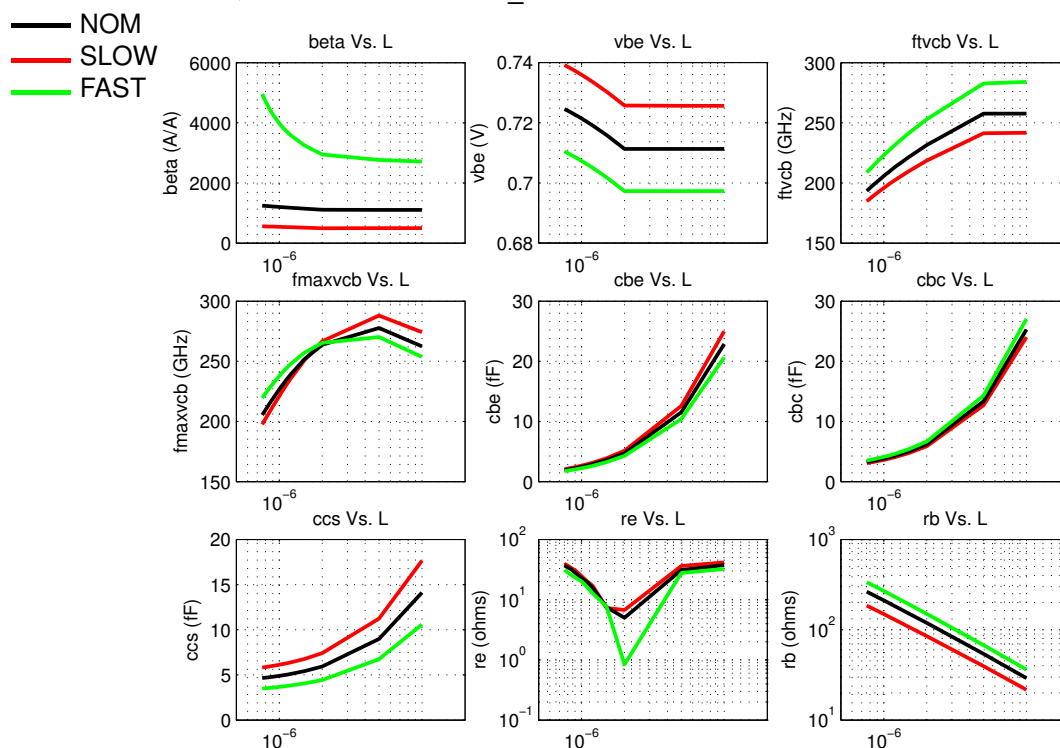 NOM
SLOW
FAST
beta Vs. L
beta (A/A)
6000
4000
2000
0
10^-6
vbe Vs. L
vbe (V)
0.74
0.72
0.7
0.68
10^-6
ftvcb Vs. L
ftvcb (GHz)
300
250
200
150
10^-6
fmaxvcb Vs. L
fmaxvcb (GHz)
300
250
200
150
10^-6
cbe Vs. L
cbe (fF)
30
20
10
0
10^-6
cbc Vs. L
cbc (fF)
30
20
10
0
10^-6
ccs Vs. L
ccs (fF)
20
15
10
5
0
10^-6
re Vs. L
re (ohms)
10^2
10^1
10^0
10^-1
10^-6
rb Vs. L
rb (ohms)
10^3
10^2
10^1
10^-6